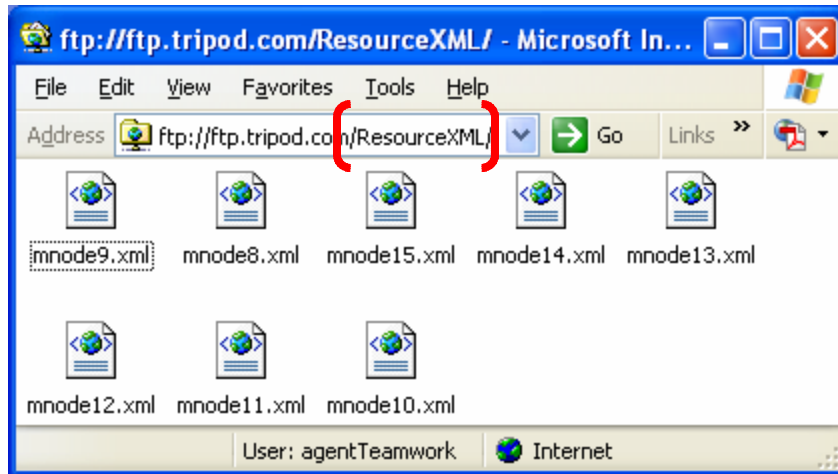 ftp://ftp.tripod.com/ResourceXML/ - Microsoft In...
File Edit View Favorites Tools Help
Address ftp://ftp.tripod.com/ResourceXML/ Go Links »
mnode9.xml mnode8.xml mnode15.xml mnode14.xml mnode13.xml
mnode12.xml mnode11.xml mnode10.xml
User: agentTeamwork Internet